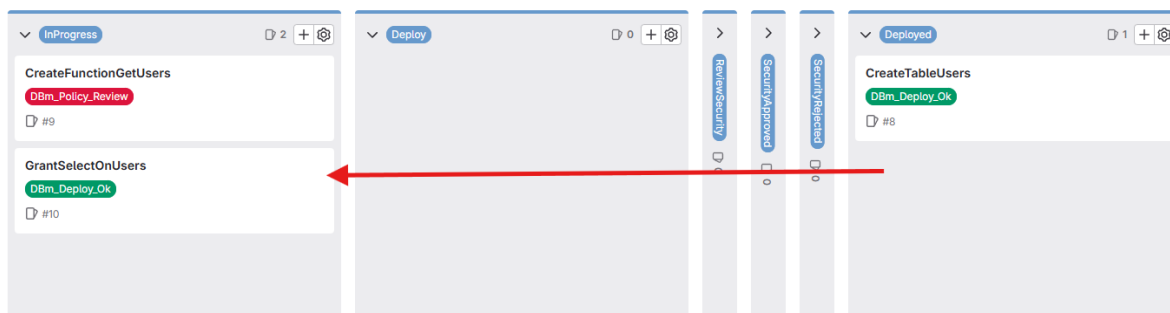 InProgress 2
CreateFunctionGetUsers
DBm_Policy_Review
#9
GrantSelectOnUsers
DBm_Deploy_Ok
#10
Deploy 0
ReviewSecurity
SecurityApproved 0
SecurityRejected 0
Deployed 1
CreateTableUsers
DBm_Deploy_Ok
#8